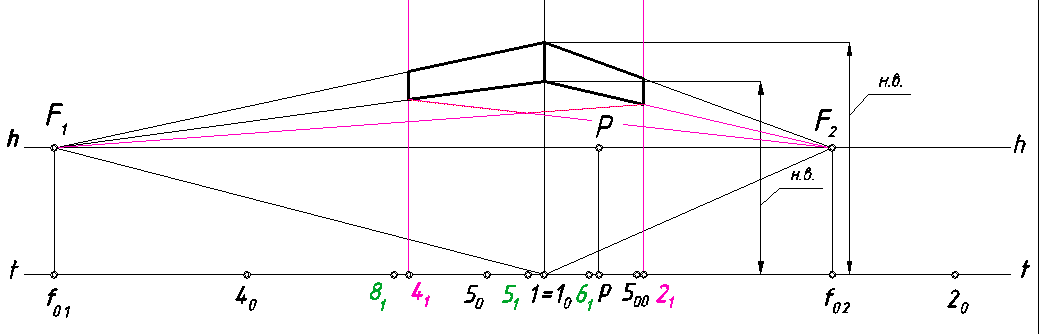 н.в.
F₁ P F₂
h h
н.в.
t t
f₀₁ 4₀ 8₁ 4₁ 5₀ 5₁ 1=1₀ 6₁ p 5₀₀ 2₁ f₀₂ 2₀